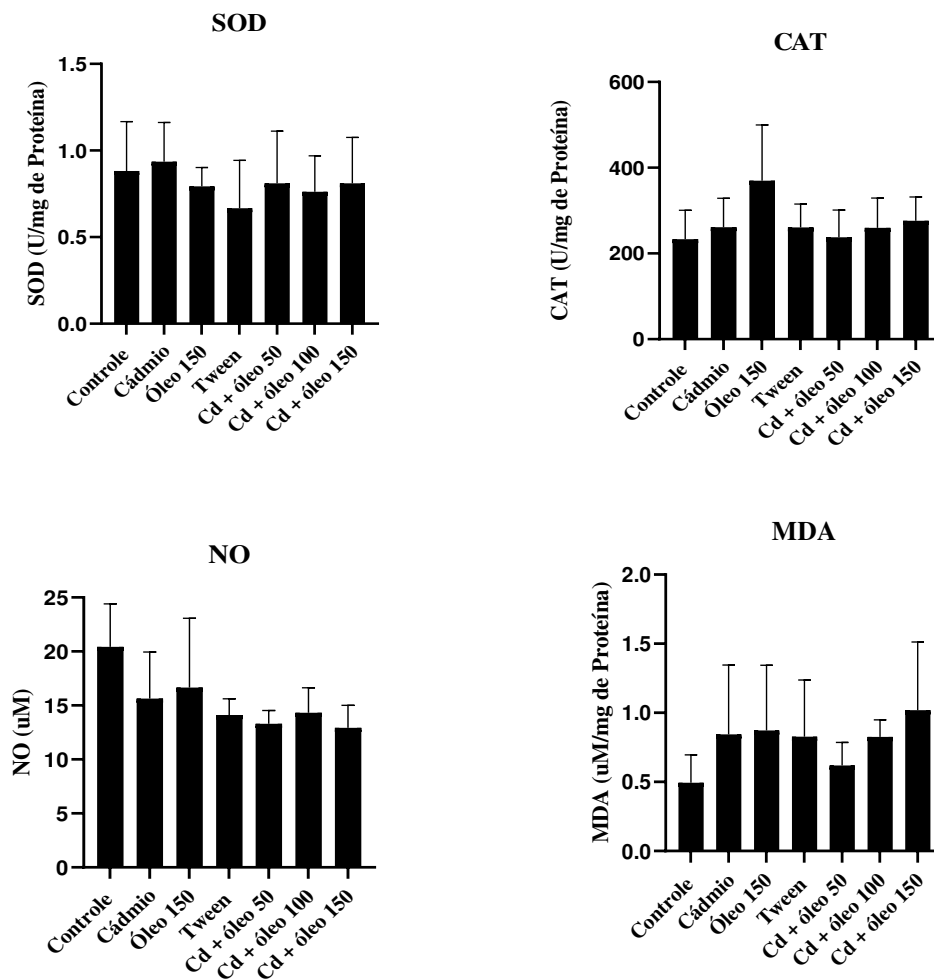 SOD
SOD (U/mg de Proteína)
1.5
1.0
0.5
0.0
Controle
Cádmio
Óleo 150
Tween
Cd + óleo 50
Cd + óleo 100
Cd + óleo 150
CAT
CAT (U/mg de Proteína)
600
400
200
0
Controle
Cádmio
Óleo 150
Tween
Cd + óleo 50
Cd + óleo 100
Cd + óleo 150
NO
NO (uM)
25
20
15
10
5
0
Controle
Cádmio
Óleo 150
Tween
Cd + óleo 50
Cd + óleo 100
Cd + óleo 150
MDA
MDA (uM/mg de Proteína)
2.0
1.5
1.0
0.5
0.0
Controle
Cádmio
Óleo 150
Tween
Cd + óleo 50
Cd + óleo 100
Cd + óleo 150